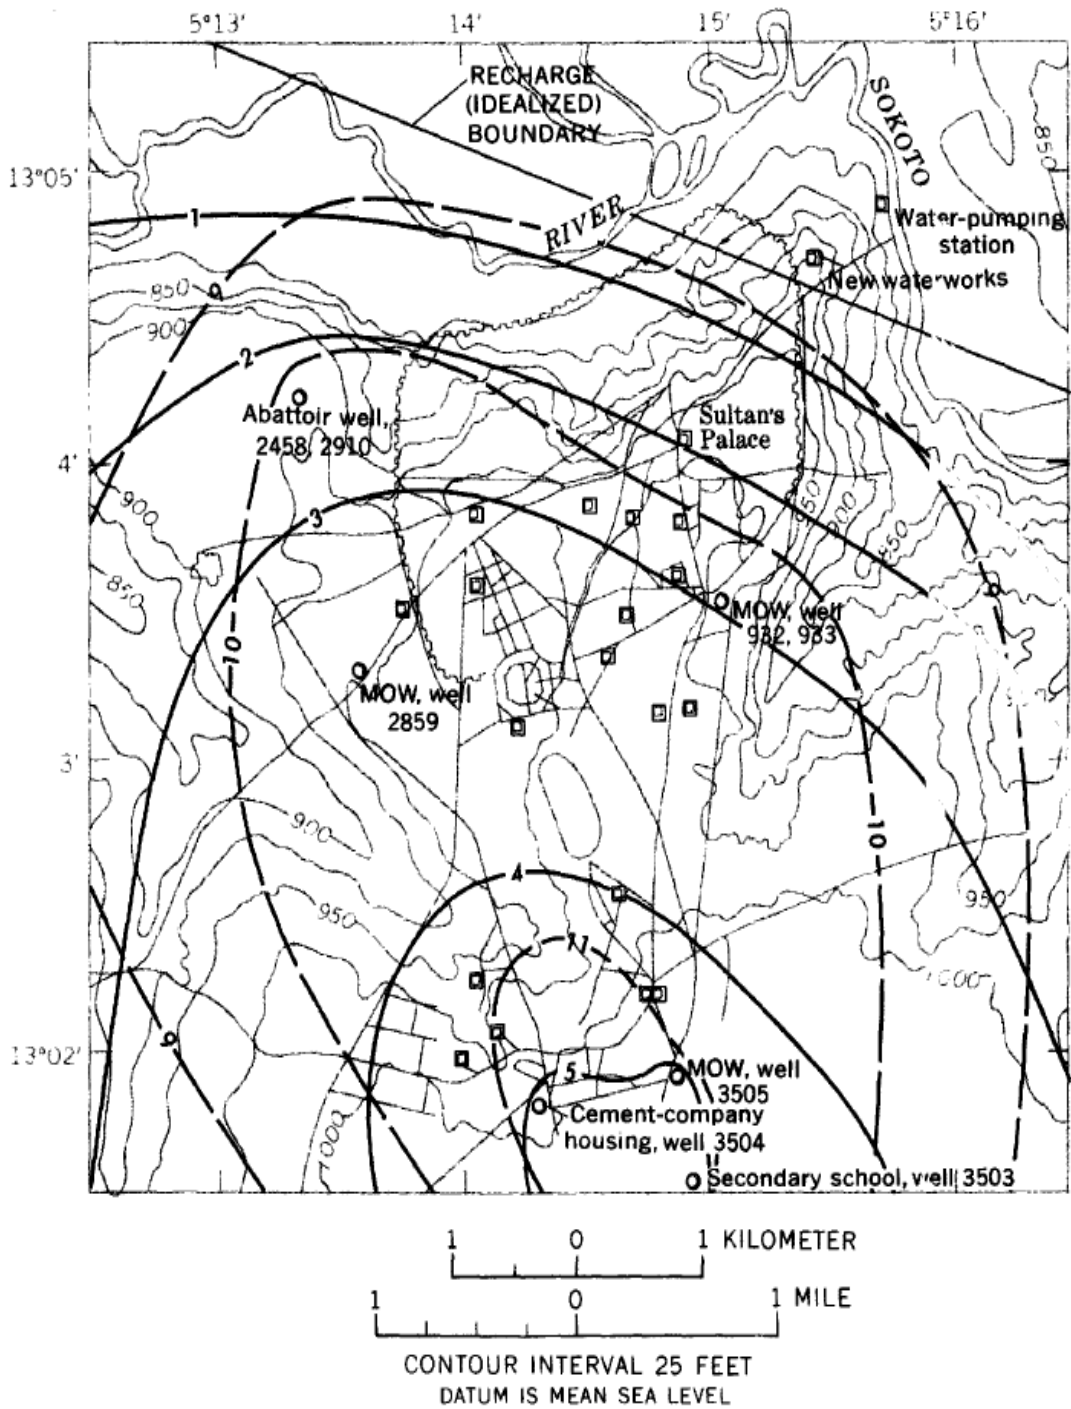 5°13'
14'
15'
5°16'
RECHARGE
(IDEALIZED)
BOUNDARY
SOKOTO
850
13°05'
RIVER
1
Water-pumping
station
New waterworks
9
850
900
2
Abattoir well,
2458, 2910
Sultan's
Palace
4'
900
3
950
900
850
850
9
10
MOW, well
932, 933
MOW, well
2859
3'
900
10
4
950
950
11
1000
9
13°02'
5
MOW, well
3505
Cement-company
housing, well 3504
1000
11
Secondary school, well 3503
1 0 1 KILOMETER
1 0 1 MILE
CONTOUR INTERVAL 25 FEET
DATUM IS MEAN SEA LEVEL